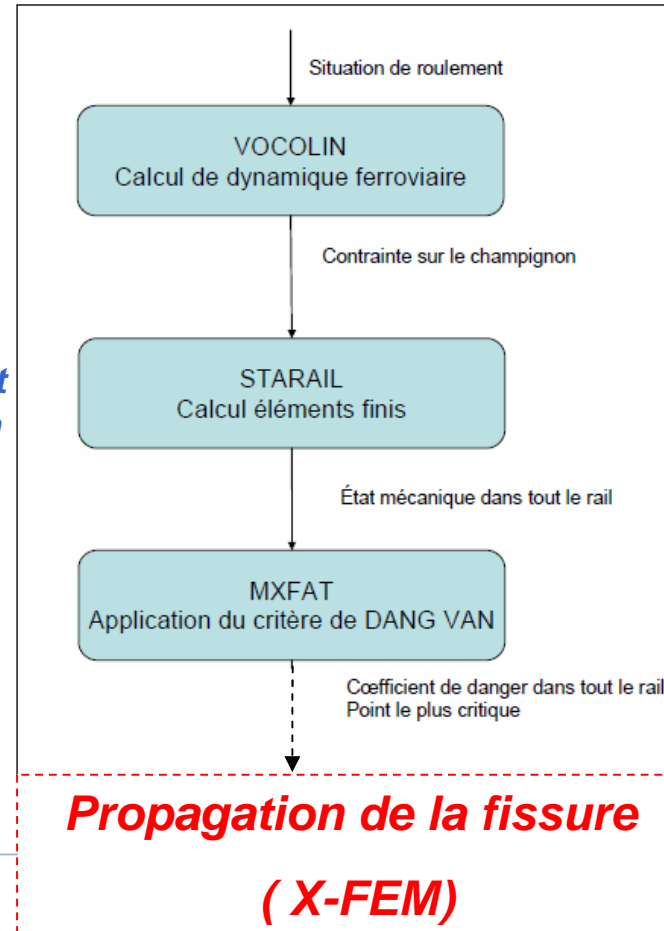 Situation de roulement
VOCOLIN
Calcul de dynamique ferroviaire
Contrainte sur le champignon
STARAIL
Calcul éléments finis
État mécanique dans tout le rail
MXFAT
Application du critère de DANG VAN
Cœfficient de danger dans tout le rail
Point le plus critique
Propagation de la fissure
( X-FEM)